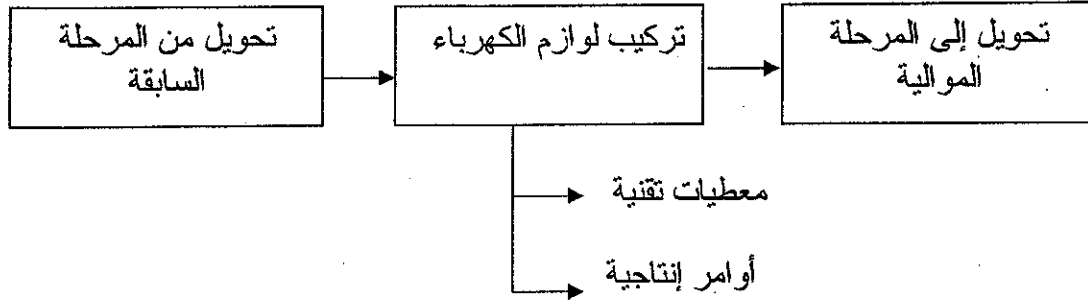 تحويل من المرحلة
السابقة
تركيب لوازم الكهرباء
تحويل إلى المرحلة
الموالية
معطيات تقنية
أوامر إنتاجية